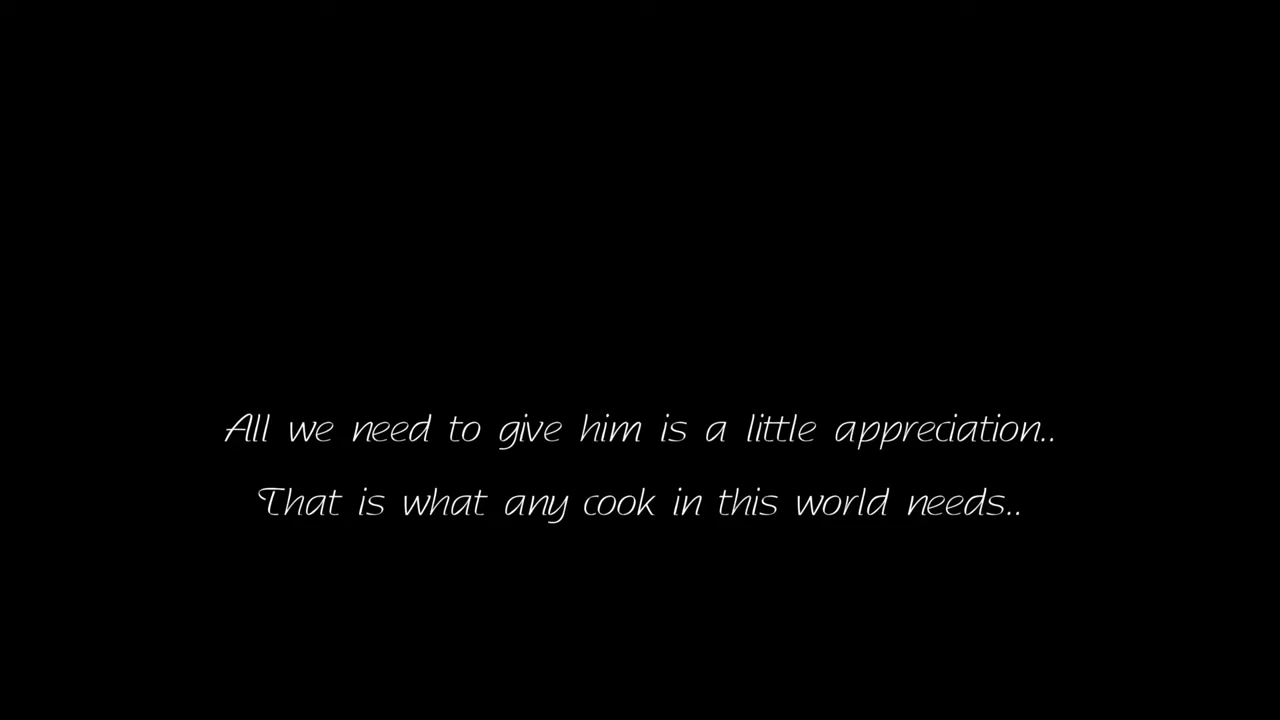 All we need to give him is a little appreciation..
That is what any cook in this world needs..